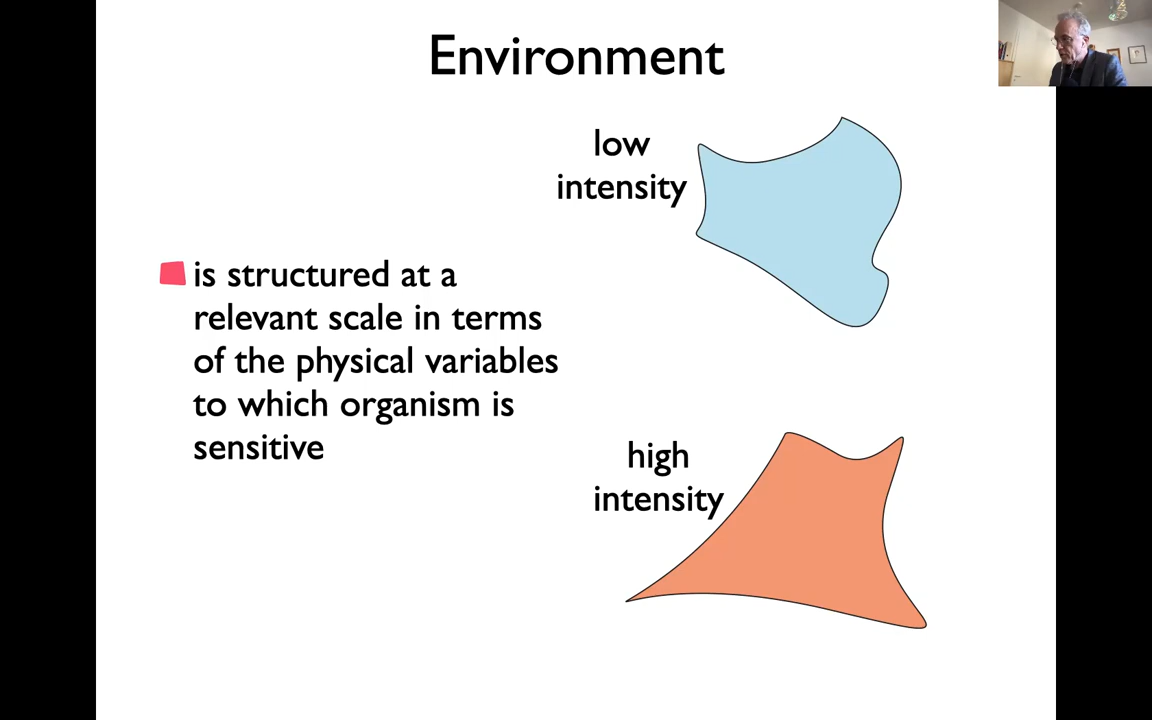 Environment
low
intensity
is structured at a
relevant scale in terms
of the physical variables
to which organism is
sensitive
high
intensity